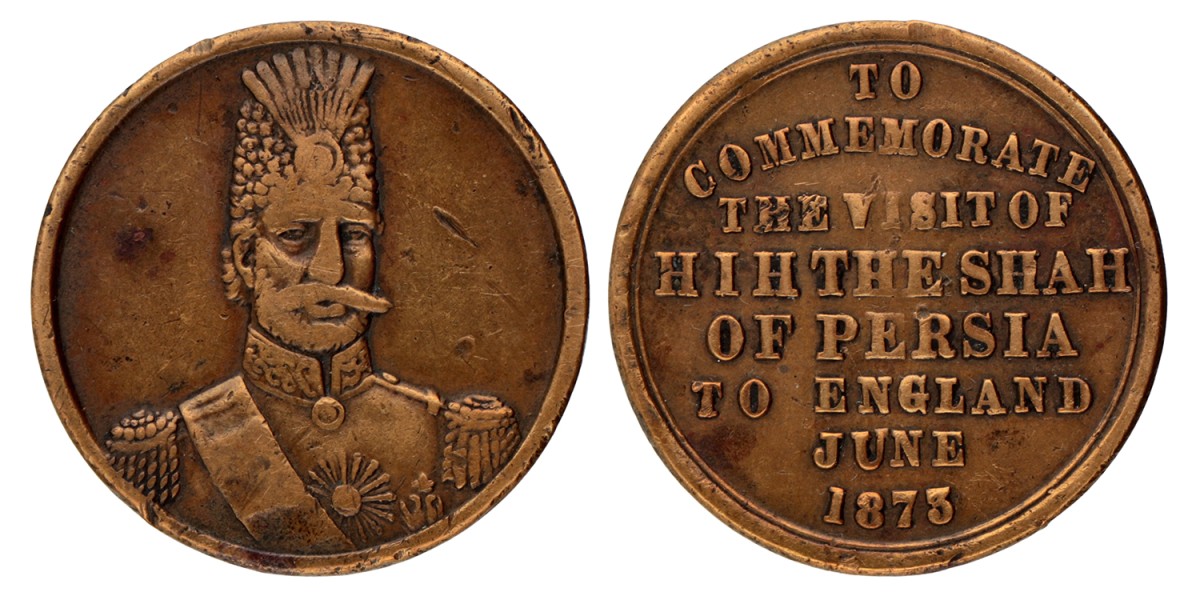 TO
COMMEMORATE
THE VISIT OF
H I H THE SHAH
OF PERSIA
TO ENGLAND
JUNE
1873